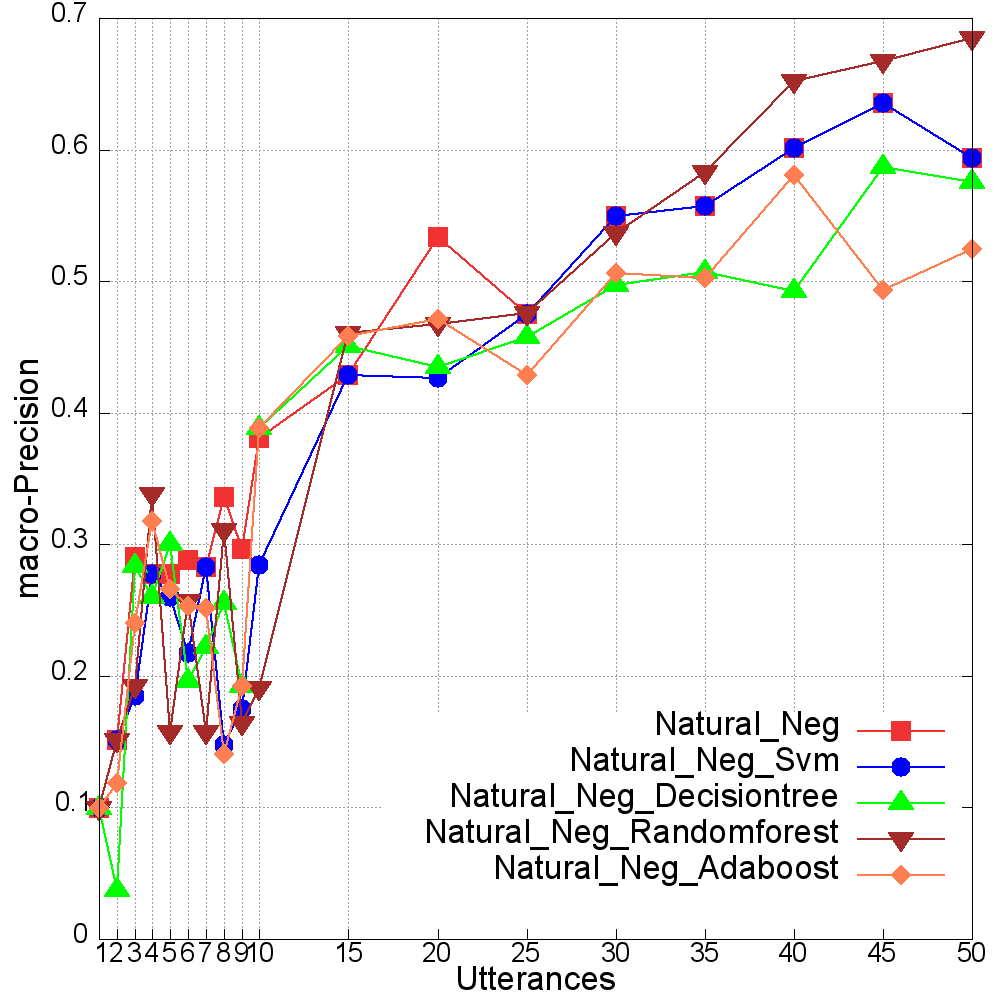 0.7
0.6
0.5
0.4
0.3
0.2
0.1
0
macro-Precision
Natural_Neg
Natural_Neg_Svm
Natural_Neg_Decisiontree
Natural_Neg_Randomforest
Natural_Neg_Adaboost
1 2 3 4 5 6 7 8 9 10 15 20 25 30 35 40 45 50
Utterances